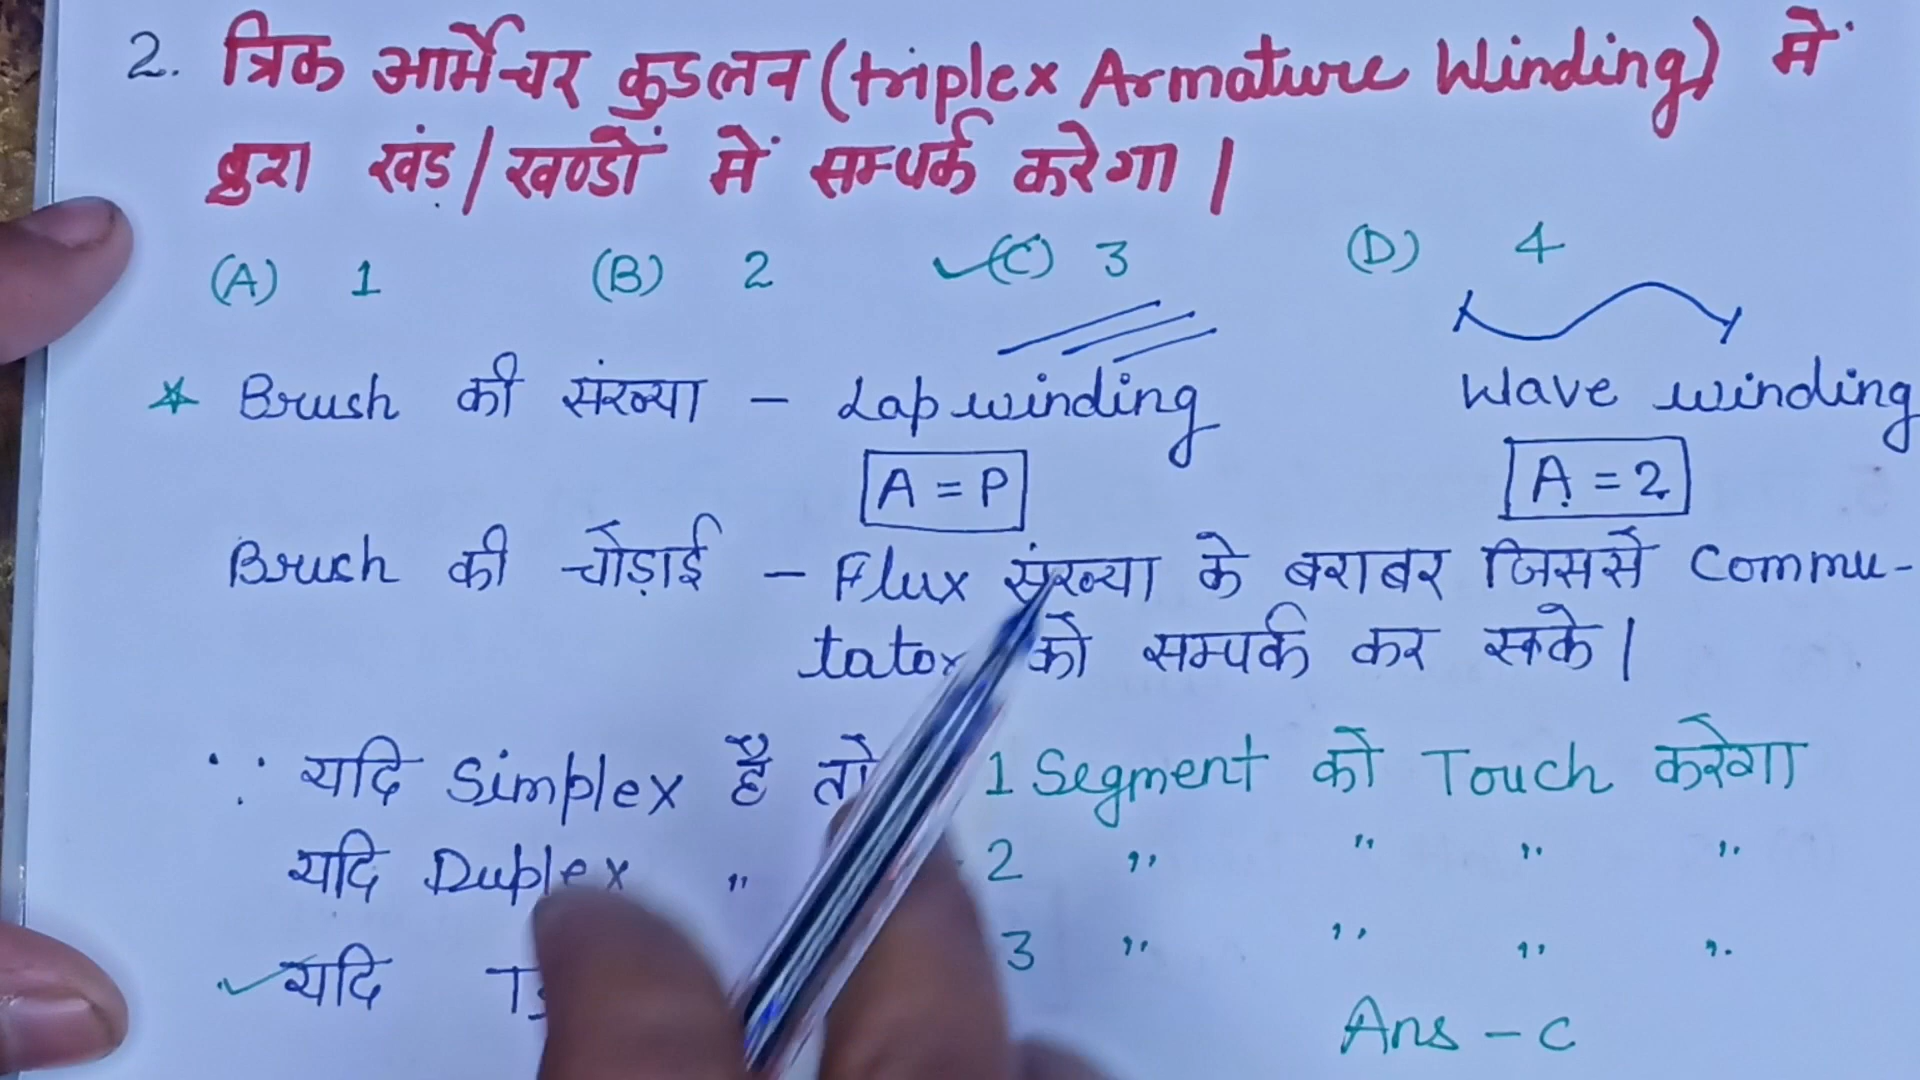 2. त्रिक आर्मेचर कुडलन (triplex Armature Winding) में
ब्रुश खंड/खण्डों में सम्पर्क करेगा।
(A) 1 (B) 2 (C) 3 (D) 4
Brush की संख्या - Lap winding Wave winding
A = P A = 2
Brush की चौड़ाई - Flux संख्या के बराबर जिससे Commu-
tator को सम्पर्क कर सके।
∵ यदि Simplex है तो 1 Segment को Touch करेगा
यदि Duplex " 2 " " " "
यदि 3 " " " "
Ans - C